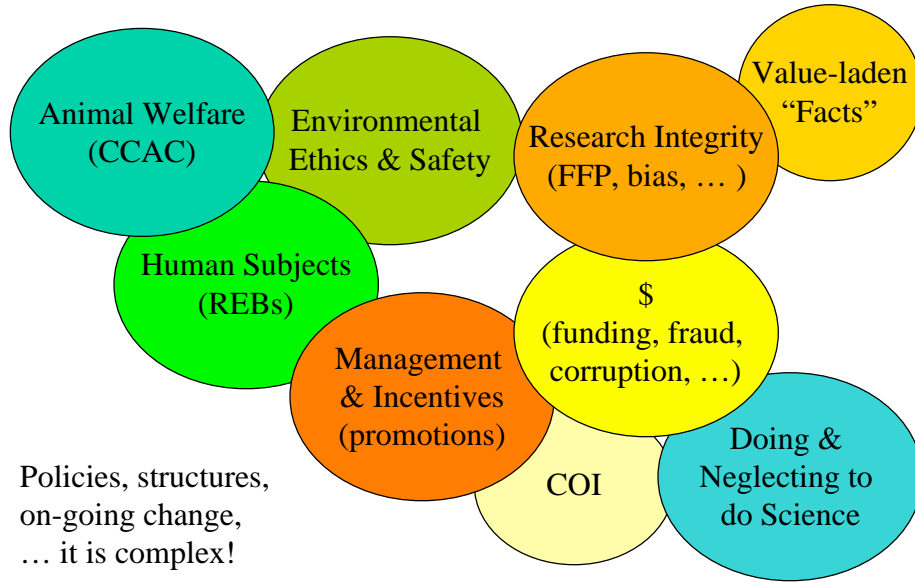 Animal Welfare
(CCAC)
Environmental
Ethics & Safety
Research Integrity
(FFP, bias, … )
Value-laden
“Facts”
Human Subjects
(REBs)
$
(funding, fraud,
corruption, …)
Management
& Incentives
(promotions)
COI
Doing &
Neglecting to
do Science
Policies, structures,
on-going change,
… it is complex!